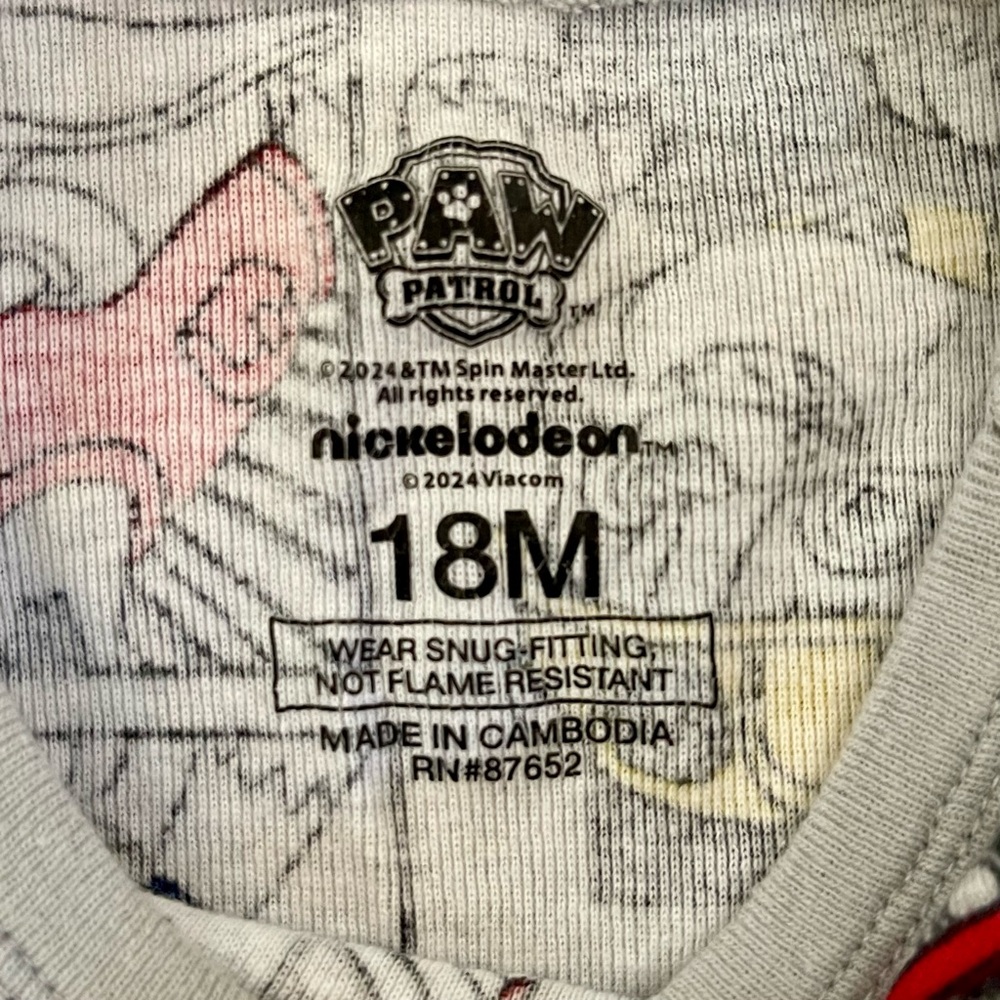 PAW
PATROL TM
©2024 &TM Spin Master Ltd.
All rights reserved.
nickelodeon TM
©2024 Viacom
18M
WEAR SNUG-FITTING,
NOT FLAME RESISTANT
MADE IN CAMBODIA
RN#87652